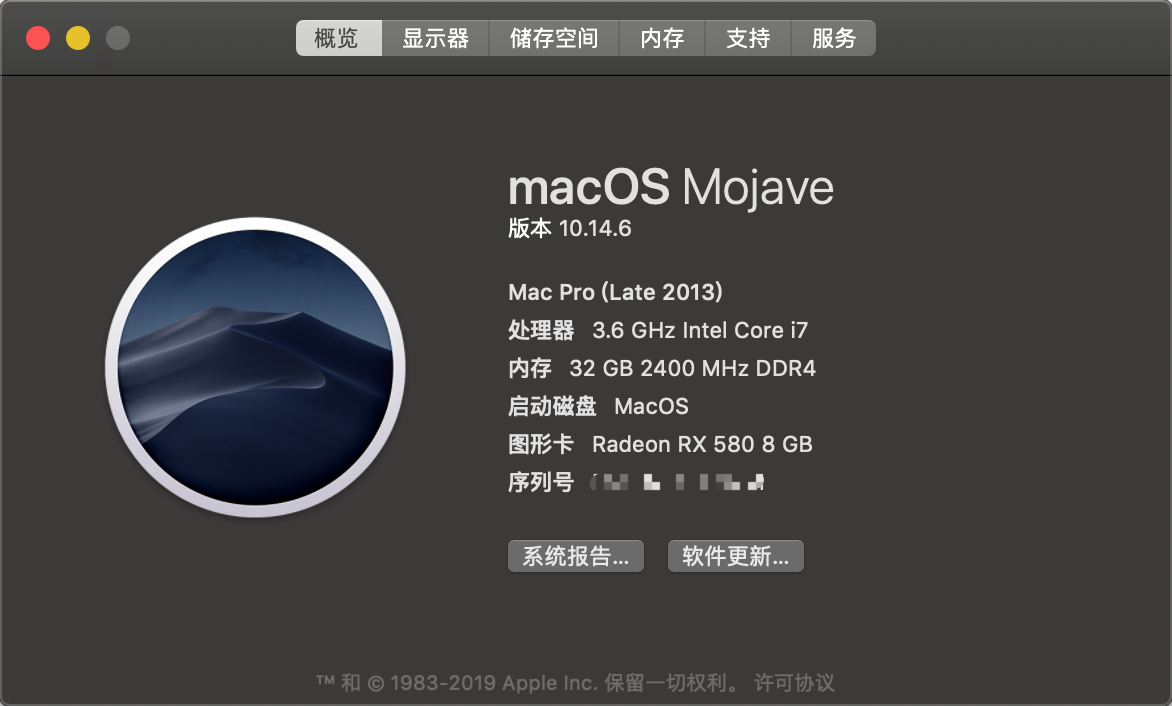 概览 显示器 储存空间 内存 支持 服务
macOS Mojave
版本 10.14.6
Mac Pro (Late 2013)
处理器 3.6 GHz Intel Core i7
内存 32 GB 2400 MHz DDR4
启动磁盘 MacOS
图形卡 Radeon RX 580 8 GB
序列号
系统报告... 软件更新...
™ 和 © 1983-2019 Apple Inc. 保留一切权利。 许可协议